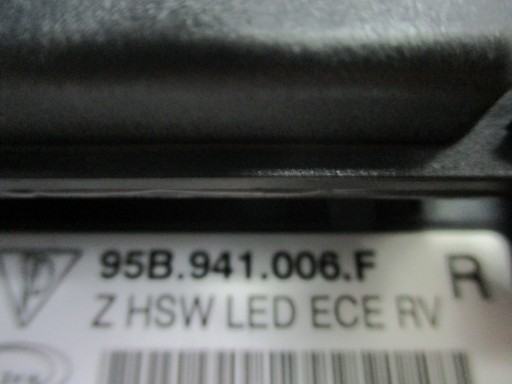 95B.941.006.F R
Z HSW LED ECE RV